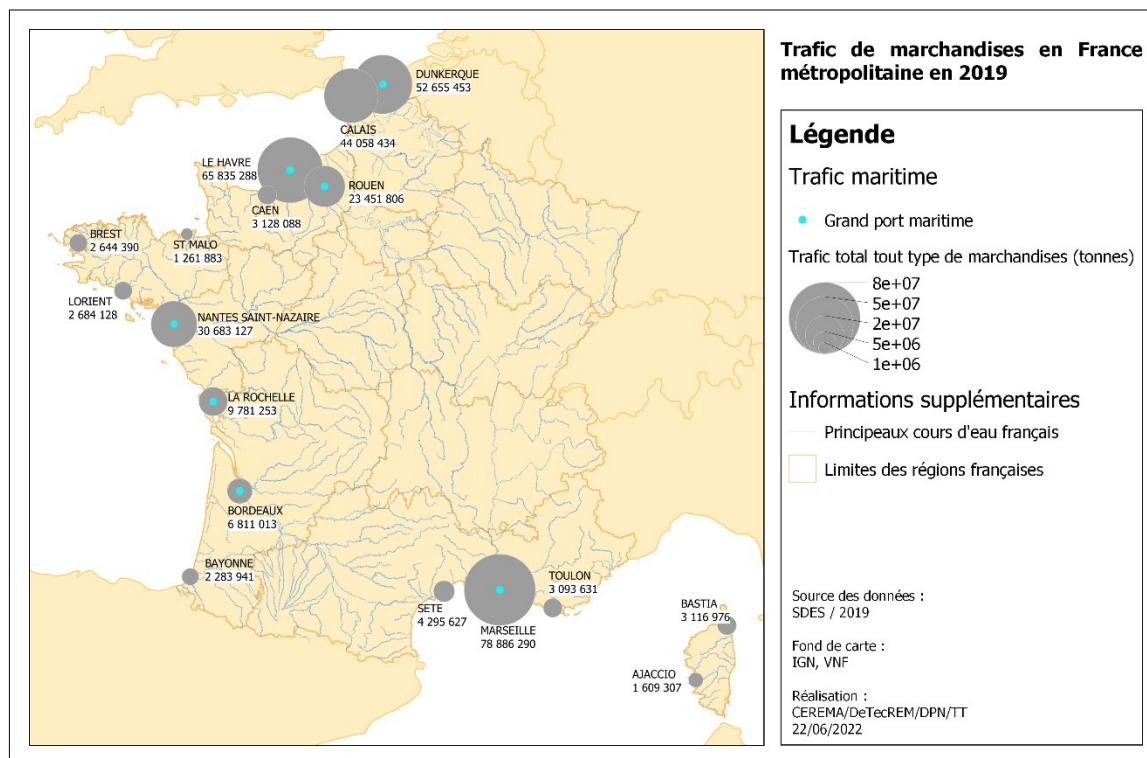 Trafic de marchandises en France
métropolitaine en 2019
DUNKERQUE
52 655 453
CALAIS
44 058 434
LE HAVRE
65 835 288
ROUEN
23 451 806
CAEN
3 128 088
BREST
2 644 390
ST MALO
1 261 883
LORIENT
2 684 128
NANTES SAINT-NAZAIRE
30 683 127
LA ROCHELLE
9 781 253
BORDEAUX
6 811 013
BAYONNE
2 283 941
SETE
4 295 627
MARSEILLE
78 886 290
TOULON
3 093 631
BASTIA
3 116 976
AJACCIO
1 609 307
Légende
Trafic maritime
Grand port maritime
Trafic total tout type de marchandises (tonnes)
8e+07
5e+07
2e+07
5e+06
1e+06
Informations supplémentaires
Principeaux cours d'eau français
Limites des régions françaises
Source des données :
SDES / 2019
Fond de carte :
IGN, VNF
Réalisation :
CEREMA/DeTecREM/DPN/TT
22/06/2022